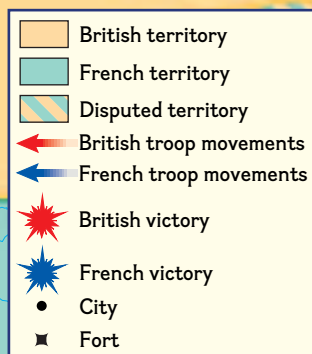 British territory
French territory
Disputed territory
British troop movements
French troop movements
British victory
French victory
City
Fort